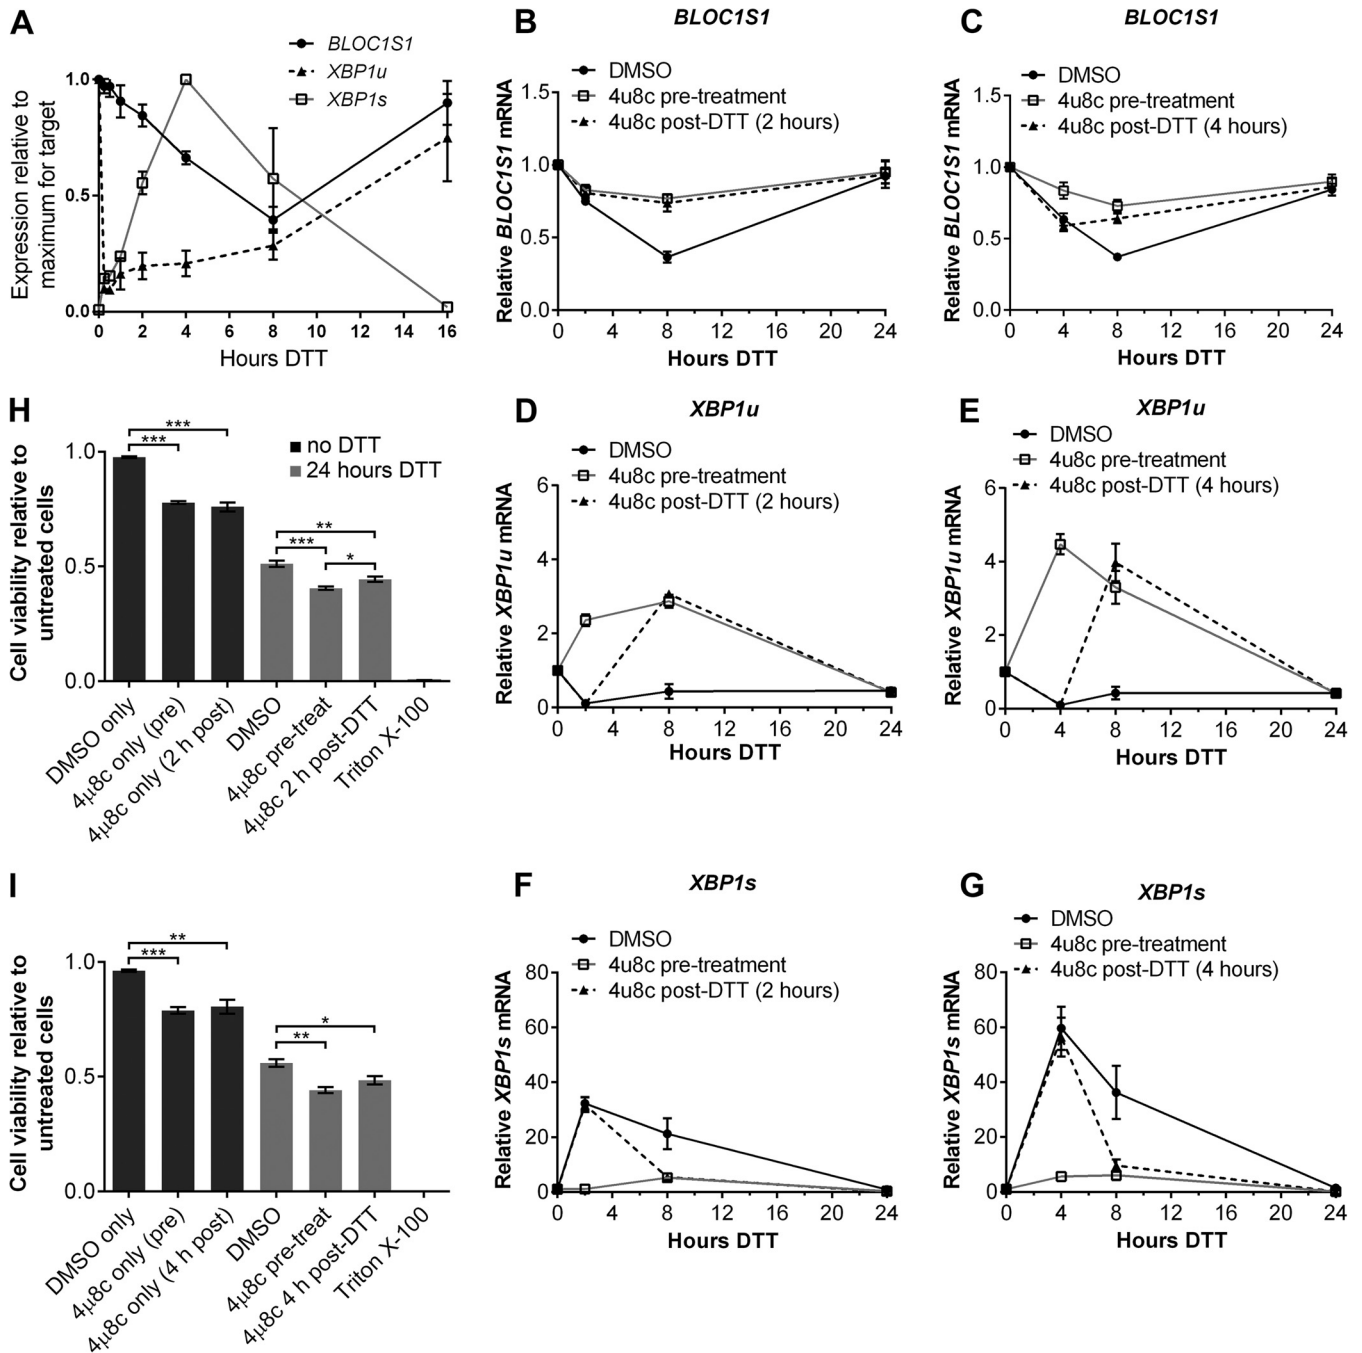 A
BLOC1S1
XBP1u
XBP1s
Expression relative to
maximum for target
1.0
0.5
0.0
0 2 4 6 8 10 12 14 16
Hours DTT
B
BLOC1S1
DMSO
4u8c pre-treatment
4u8c post-DTT (2 hours)
Relative BLOC1S1 mRNA
1.5
1.0
0.5
0.0
0 4 8 12 16 20 24
Hours DTT
C
BLOC1S1
DMSO
4u8c pre-treatment
4u8c post-DTT (4 hours)
Relative BLOC1S1 mRNA
1.5
1.0
0.5
0.0
0 4 8 12 16 20 24
Hours DTT
H
no DTT
24 hours DTT
Cell viability relative to
untreated cells
1.0
0.5
0.0
***
***
**
***
*
DMSO only
4μ8c only (pre)
4μ8c only (2 h post)
DMSO
4μ8c pre-treat
4μ8c 2 h post-DTT
Triton X-100
D
XBP1u
DMSO
4u8c pre-treatment
4u8c post-DTT (2 hours)
Relative XBP1u mRNA
6
4
2
0
0 4 8 12 16 20 24
Hours DTT
E
XBP1u
DMSO
4u8c pre-treatment
4u8c post-DTT (4 hours)
Relative XBP1u mRNA
6
4
2
0
0 4 8 12 16 20 24
Hours DTT
I
Cell viability relative to
untreated cells
1.0
0.5
0.0
**
***
*
**
DMSO only
4μ8c only (pre)
4μ8c only (4 h post)
DMSO
4μ8c pre-treat
4μ8c 4 h post-DTT
Triton X-100
F
XBP1s
DMSO
4u8c pre-treatment
4u8c post-DTT (2 hours)
Relative XBP1s mRNA
80
60
40
20
0
0 4 8 12 16 20 24
Hours DTT
G
XBP1s
DMSO
4u8c pre-treatment
4u8c post-DTT (4 hours)
Relative XBP1s mRNA
80
60
40
20
0
0 4 8 12 16 20 24
Hours DTT